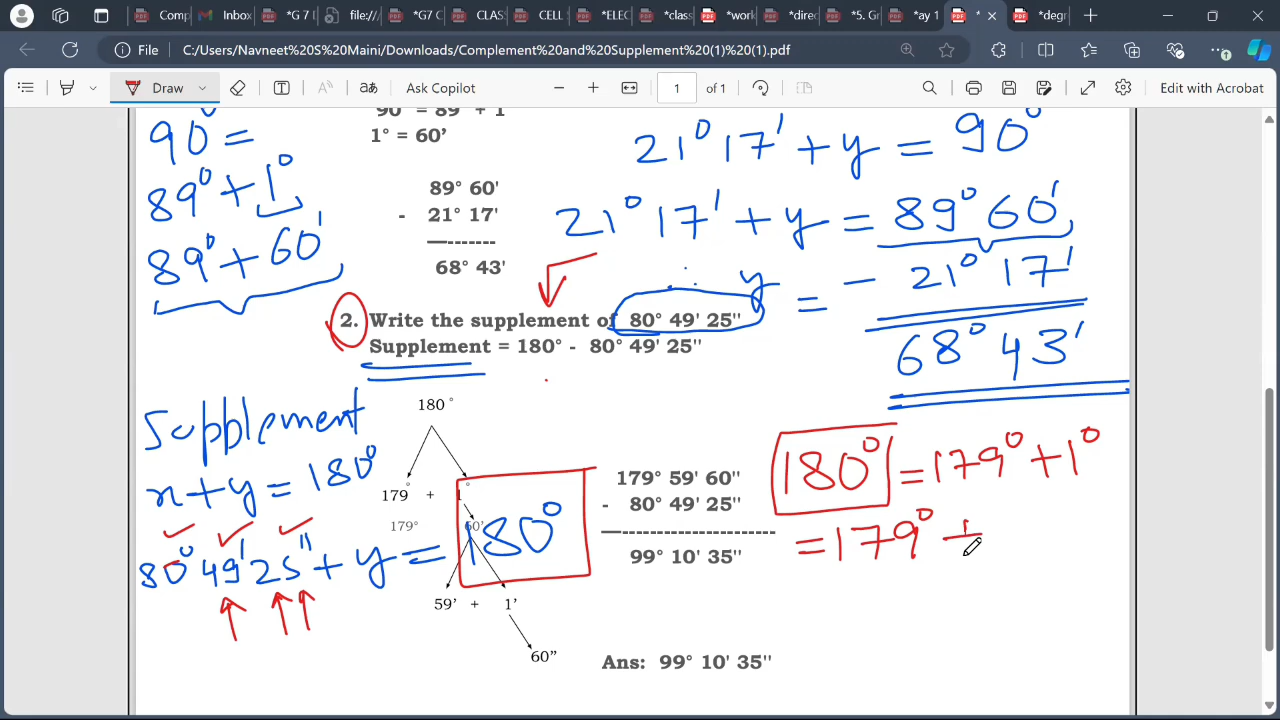 Comp
Inbox
*G 7 I
file:///
*G7 C
CLAS
CELL
*ELEC
*class
*work
*direc
*5. Gr
*ay 1
*
*degr
File
C:/Users/Navneet%20S%20Maini/Downloads/Complement%20and%20Supplement%20(1)%20(1).pdf
Draw
Ask Copilot
1
of 1
Edit with Acrobat
90° = 89° + 1
1° = 60’
89° 60'
- 21° 17'
—-------
68° 43'
90° =
89° + 1°
89° + 60'
21° 17' + y = 90°
21° 17' + y = 89° 60'
y = - 21° 17'
68° 43'
2. Write the supplement of 80° 49' 25"
Supplement = 180° - 80° 49' 25"
Supplement
x + y = 180°
80° 49' 25" + y = 180°
180°
179° + 1°
179° 60’
59’ + 1’
60”
179° 59' 60"
- 80° 49' 25"
—-----------------------
99° 10' 35"
Ans: 99° 10' 35"
180° = 179° + 1°
= 179° +